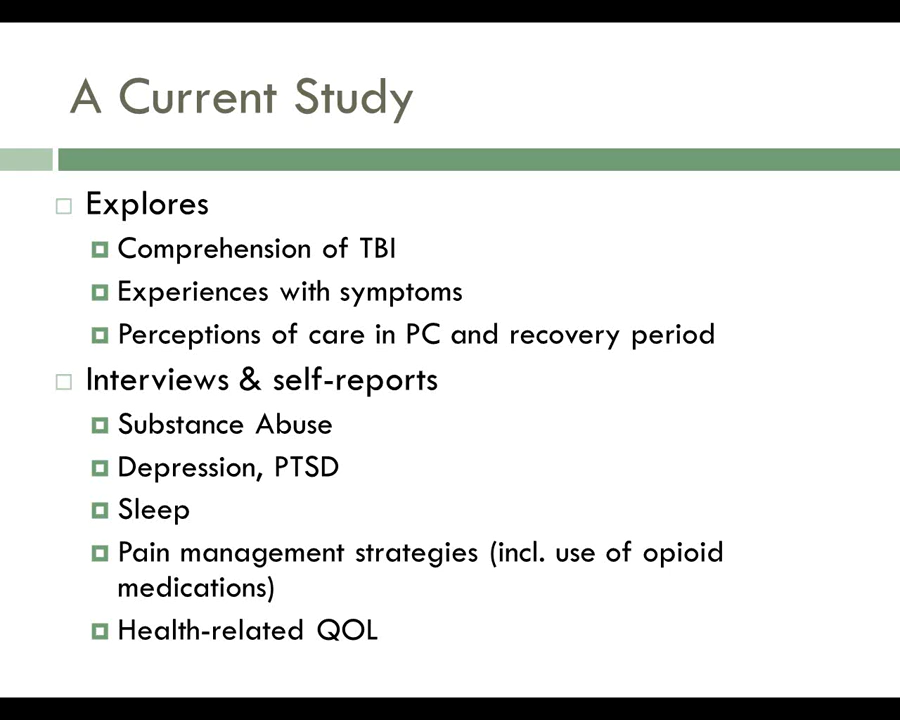 A Current Study
Explores
Comprehension of TBI
Experiences with symptoms
Perceptions of care in PC and recovery period
Interviews & self-reports
Substance Abuse
Depression, PTSD
Sleep
Pain management strategies (incl. use of opioid
medications)
Health-related QOL